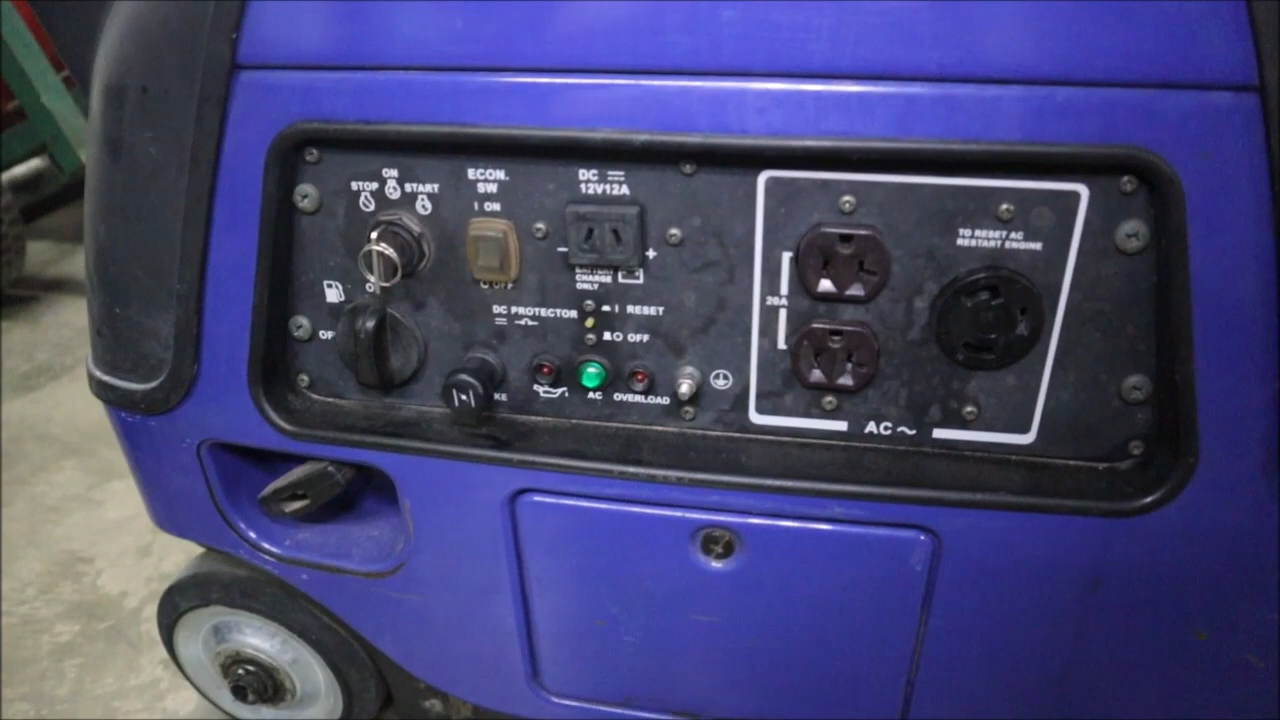 ON
STOP
START
ECON.
SW
I ON
O OFF
DC
12V12A
− +
BATTERY
CHARGE
ONLY
DC PROTECTOR
I RESET
O OFF
KE
AC
OVERLOAD
20A
TO RESET AC
RESTART ENGINE
AC ~